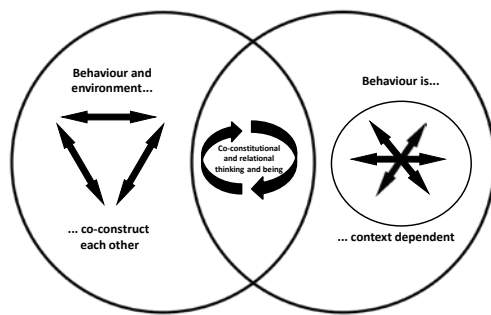 Behaviour and
environment...
... co-construct
each other
Co-constitutional
and relational
thinking and being
Behaviour is...
... context dependent